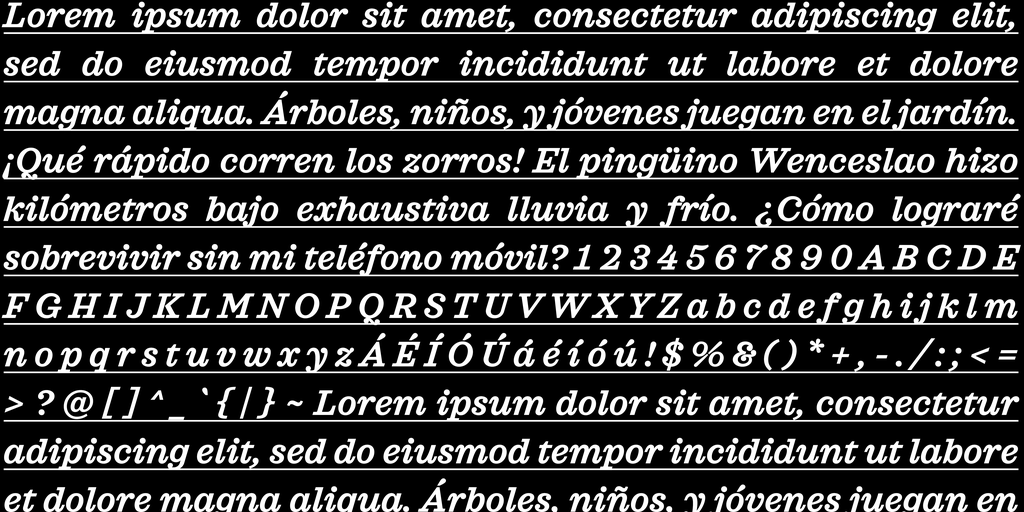 Lorem ipsum dolor sit amet, consectetur adipiscing elit,
sed do eiusmod tempor incididunt ut labore et dolore
magna aliqua. Árboles, niños, y jóvenes juegan en el jardín.
¡Qué rápido corren los zorros! El pingüino Wenceslao hizo
kilómetros bajo exhaustiva lluvia y frío. ¿Cómo lograré
sobrevivir sin mi teléfono móvil? 1 2 3 4 5 6 7 8 9 0 A B C D E
F G H I J K L M N O P Q R S T U V W X Y Z a b c d e f g h i j k l m
n o p q r s t u v w x y z Á É Í Ó Ú á é í ó ú ! $ % & ( ) * + , - . / : ; < =
> ? @ [ ] ^ _ ` { | } ~ Lorem ipsum dolor sit amet, consectetur
adipiscing elit, sed do eiusmod tempor incididunt ut labore
et dolore magna aliqua. Árboles, niños, y jóvenes juegan en